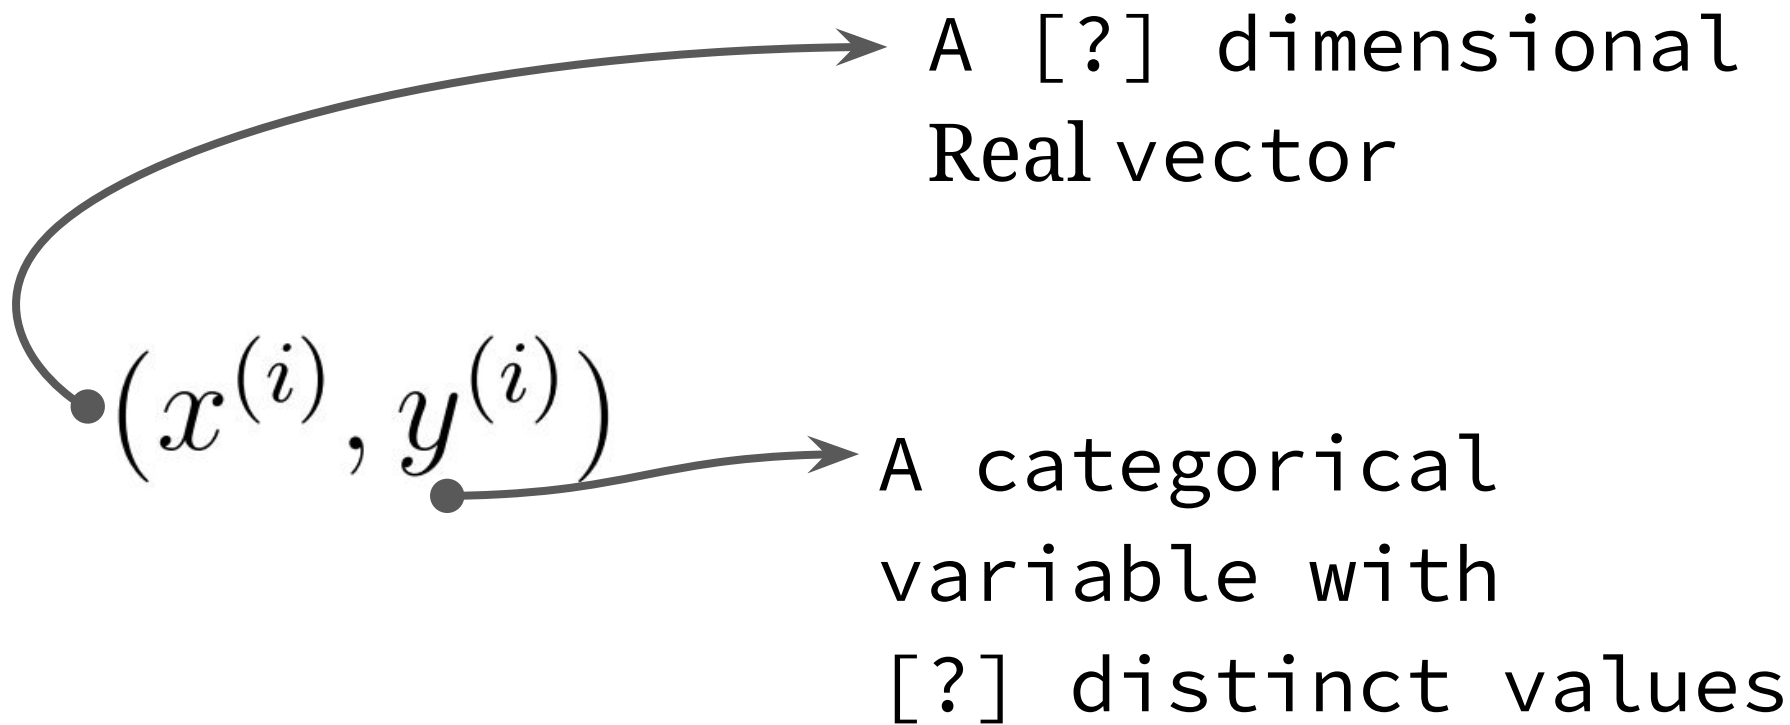 A [?] dimensional
Real vector
(x^{(i)}, y^{(i)})
A categorical
variable with
[?] distinct values